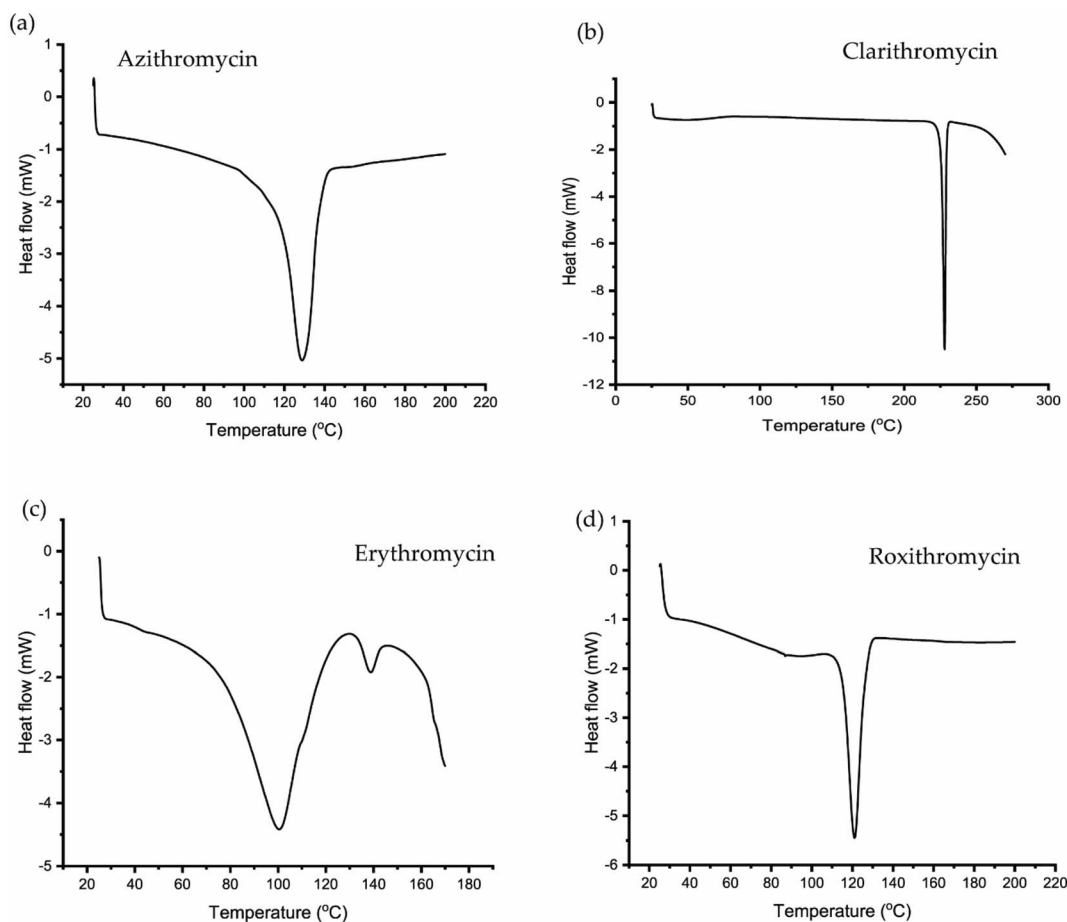 (a)
Azithromycin
1
0
-1
-2
-3
-4
-5
Heat flow (mW)
20 40 60 80 100 120 140 160 180 200 220
Temperature (ºC)
(b)
Clarithromycin
0
-2
-4
-6
-8
-10
-12
Heat flow (mW)
0 50 100 150 200 250 300
Temperature (ºC)
(c)
Erythromycin
0
-1
-2
-3
-4
-5
Heat flow (mW)
20 40 60 80 100 120 140 160 180
Temperature (ºC)
(d)
Roxithromycin
1
0
-1
-2
-3
-4
-5
-6
Heat flow (mW)
20 40 60 80 100 120 140 160 180 200 220
Temperature (ºC)